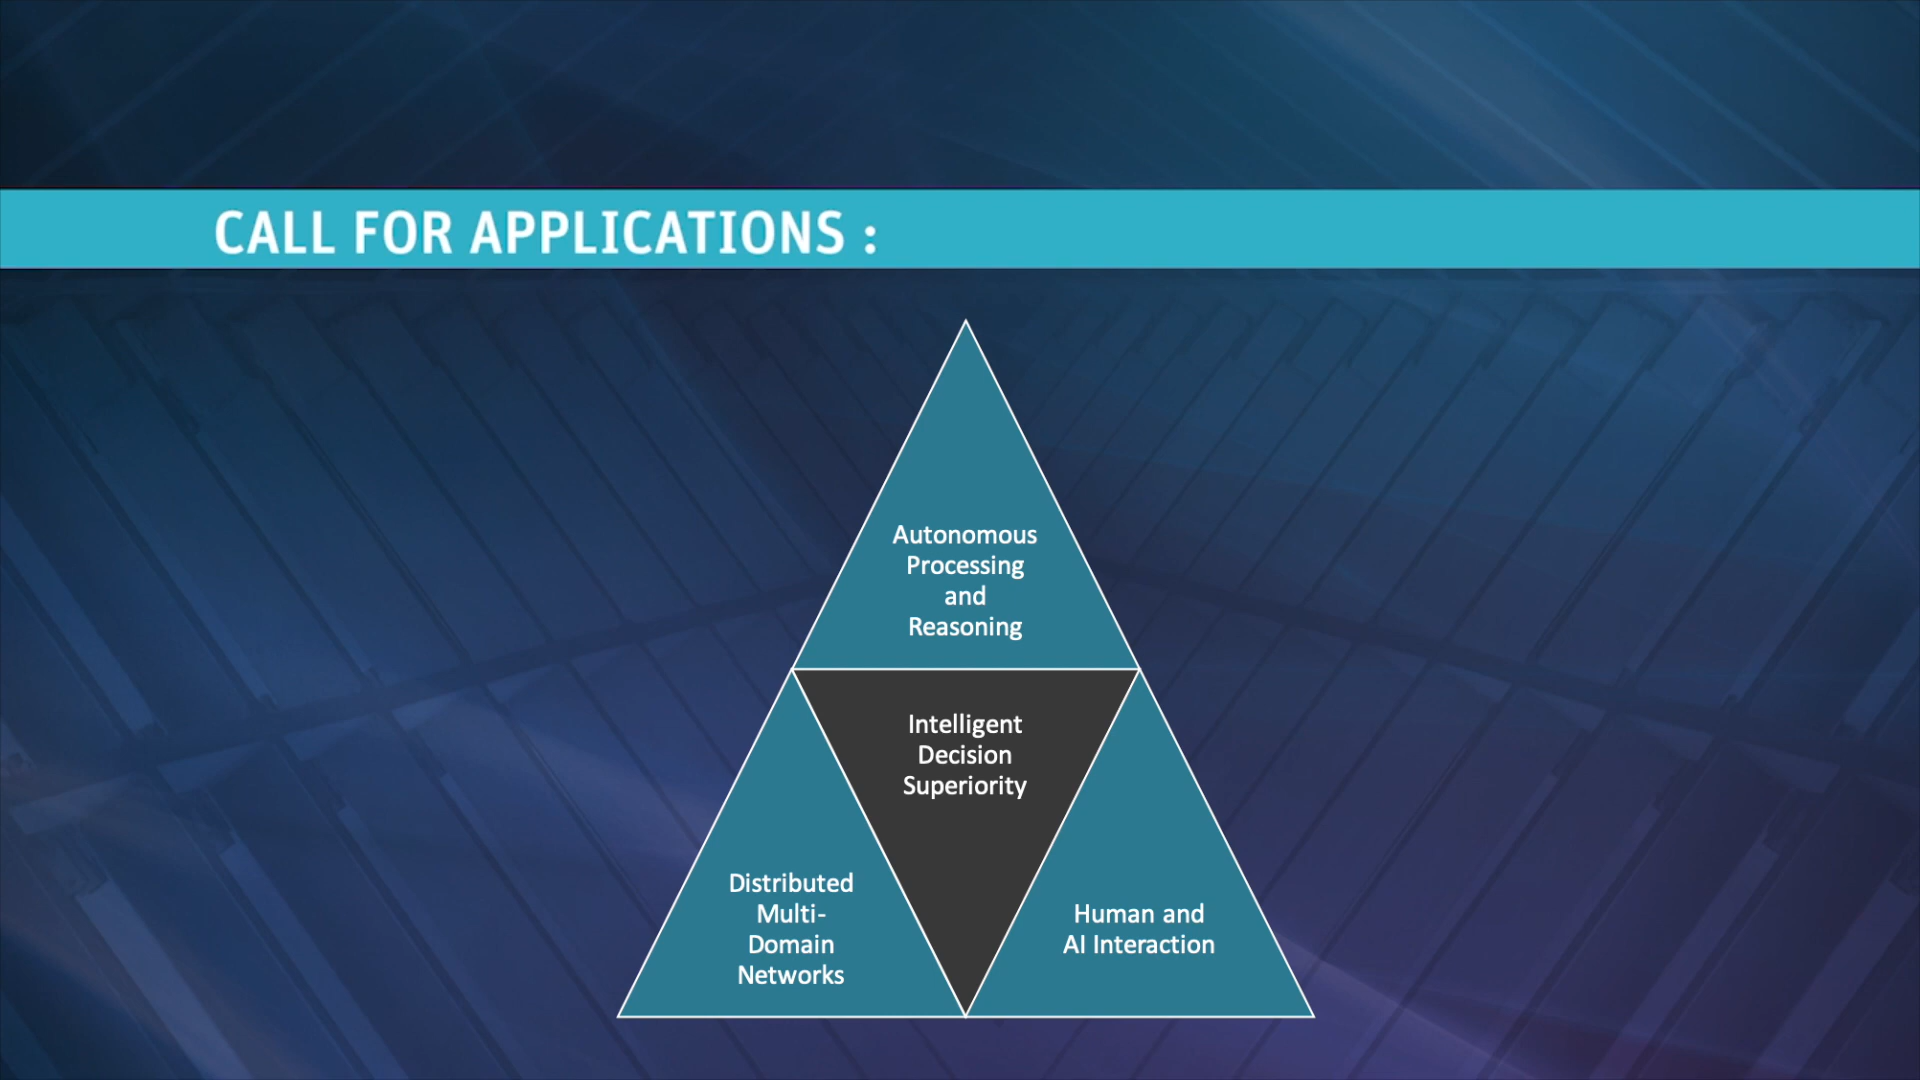 CALL FOR APPLICATIONS :
Autonomous
Processing
and
Reasoning
Intelligent
Decision
Superiority
Distributed
Multi-
Domain
Networks
Human and
AI Interaction